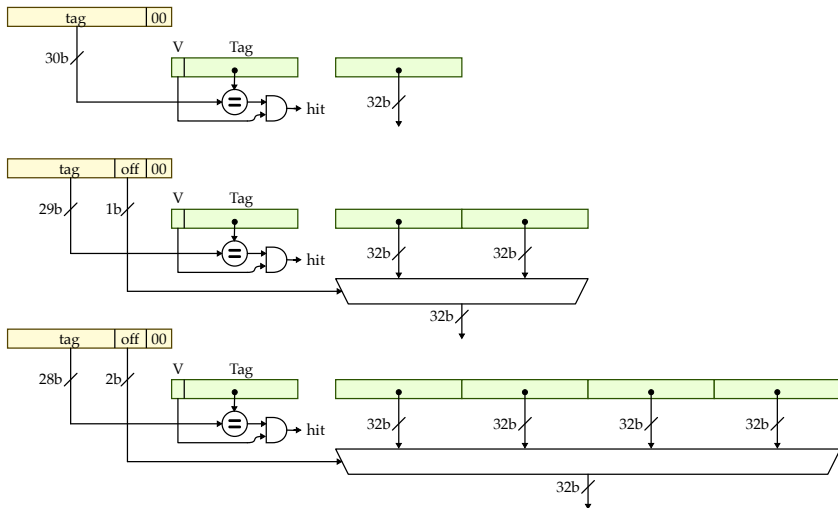 tag 00
V Tag
30b
=
hit
32b
tag off 00
V Tag
29b 1b
=
hit
32b 32b
32b
tag off 00
V Tag
28b 2b
=
hit
32b 32b 32b 32b
32b